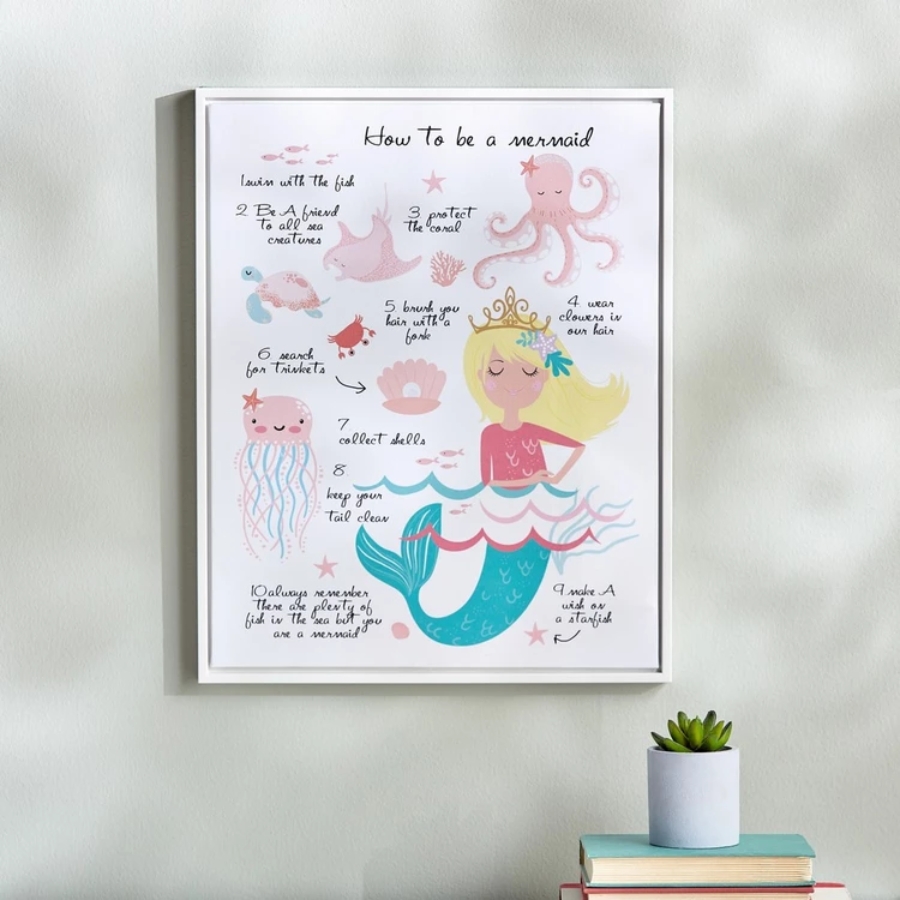 How To be a mermaid
1swim with the fish
2 Be A friend
to all sea
creatures
3 protect
the coral
4. wear
clowers in
our hair
5. brush you
hair with a
fork
6. search
for trinkets
7
collect shells
8.
keep your
tail clean
9 make A
wish on
a starfish
10 always remember
there are plenty of
fish in the sea but you
are a mermaid